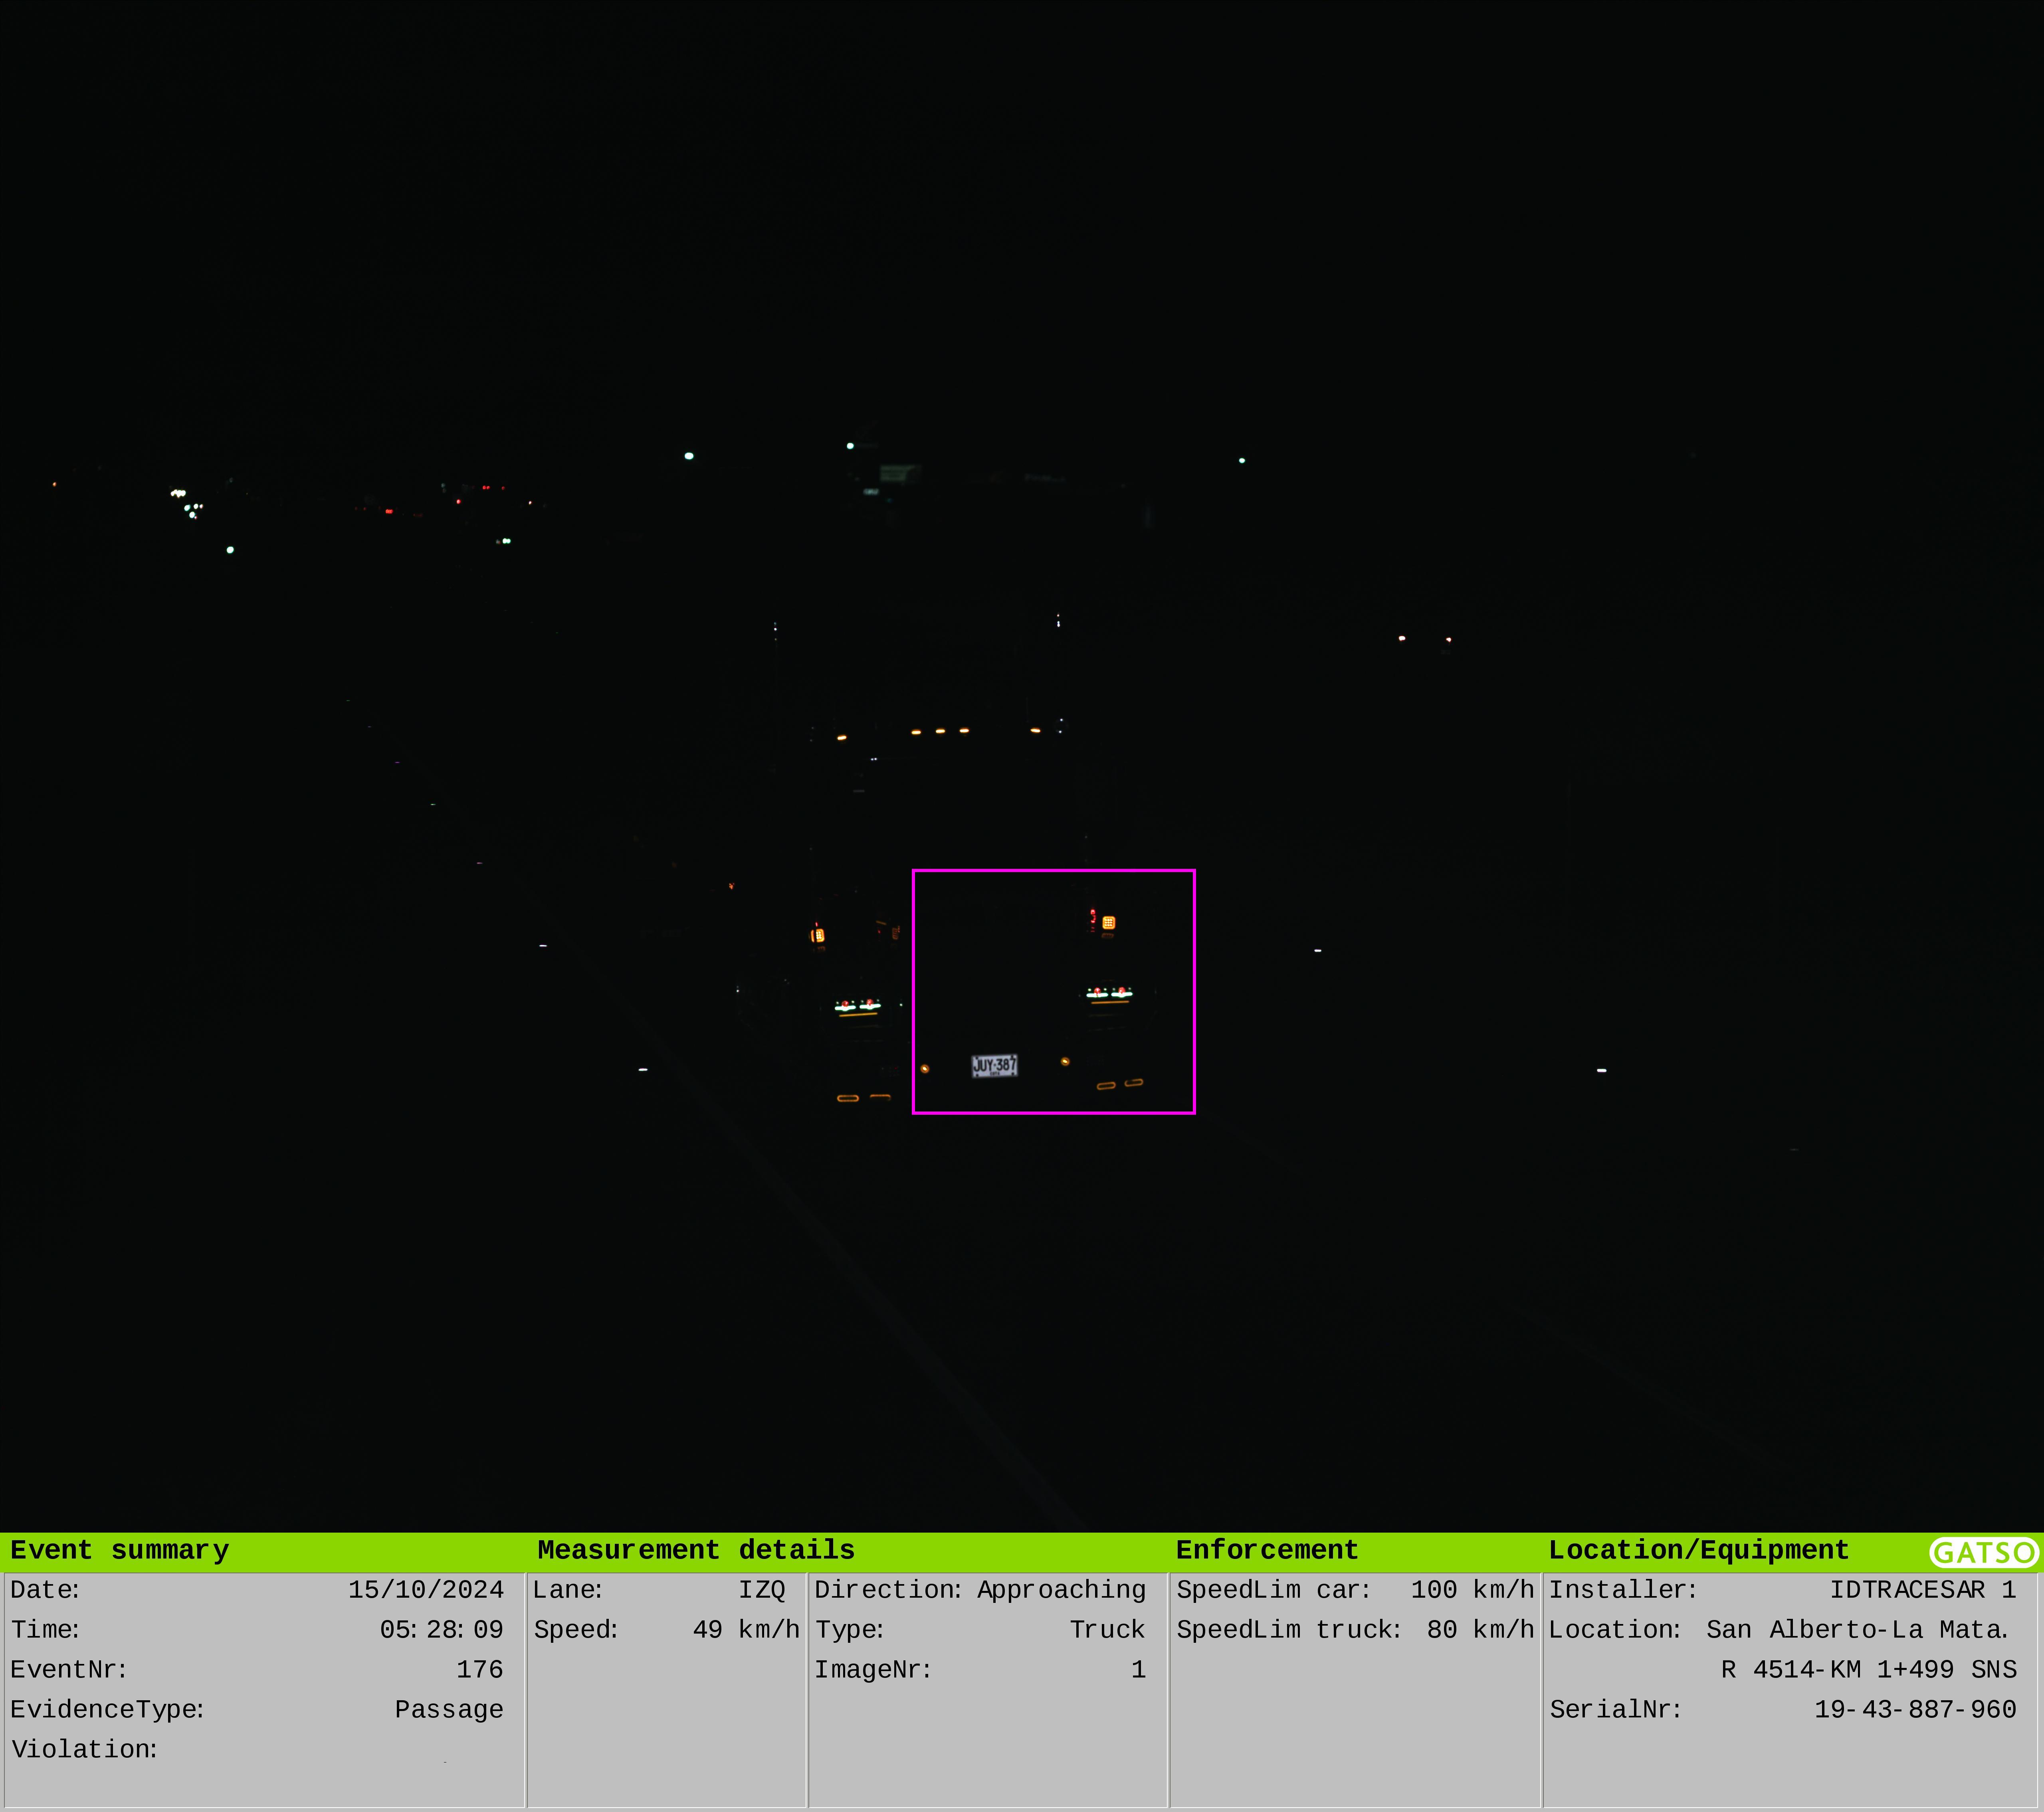 JUY·387
Event summary
Date: 15/10/2024
Time: 05:28:09
EventNr: 176
EvidenceType: Passage
Violation:
Measurement details
Lane: IZQ
Speed: 49 km/h
Direction: Approaching
Type: Truck
ImageNr: 1
Enforcement
SpeedLim car: 100 km/h
SpeedLim truck: 80 km/h
Location/Equipment
GATSO
Installer: IDTRACESAR 1
Location: San Alberto-La Mata.
R 4514-KM 1+499 SNS
SerialNr: 19-43-887-960